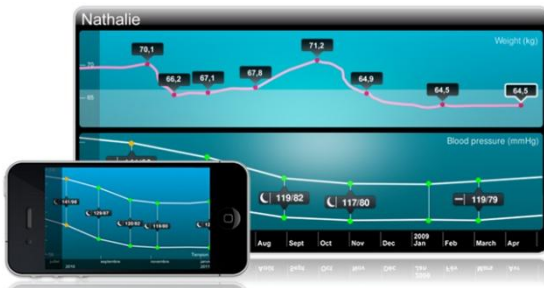 Nathalie
Weight (kg)
70,1
66,2
67,1
67,8
71,2
64,9
64,5
64,5
70
65
Blood pressure (mmHg)
119/82
117/80
119/79
Aug Sept Oct Nov Dec 2009 Jan Feb March Apr
septembre novembre